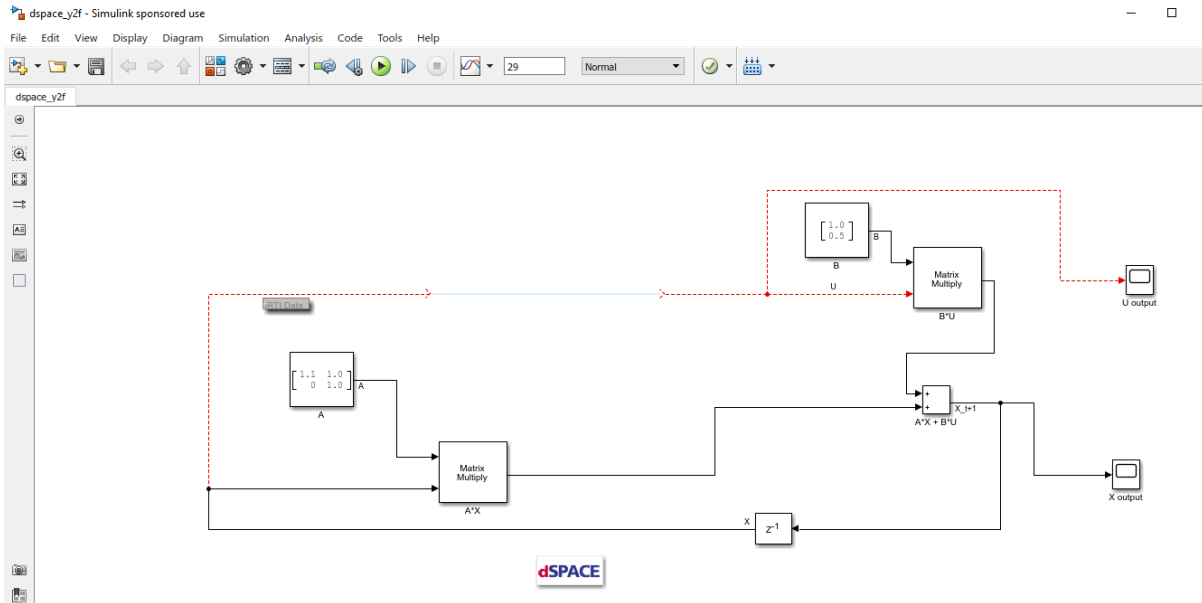 dspace_y2f - Simulink sponsored use
File Edit View Display Diagram Simulation Analysis Code Tools Help
29
Normal
dspace_y2f
1.0
0.5
B
B
Matrix
Multiply
B*U
U
U output
RTI Data
1.1 1.0
0 1.0
A
A
+
+
X_t+1
A*X + B*U
Matrix
Multiply
A*X
X output
X
z-1
dSPACE